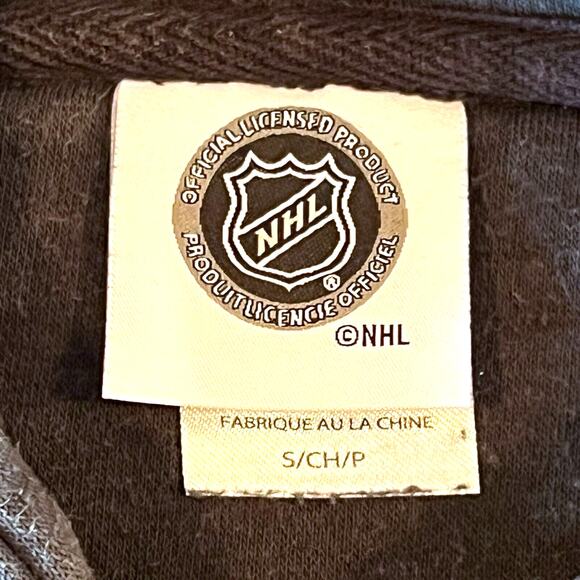 OFFICIAL LICENSED PRODUCT
NHL
®
PRODUIT LICENCIE OFFICIEL
©NHL
FABRIQUE AU LA CHINE
S/CH/P